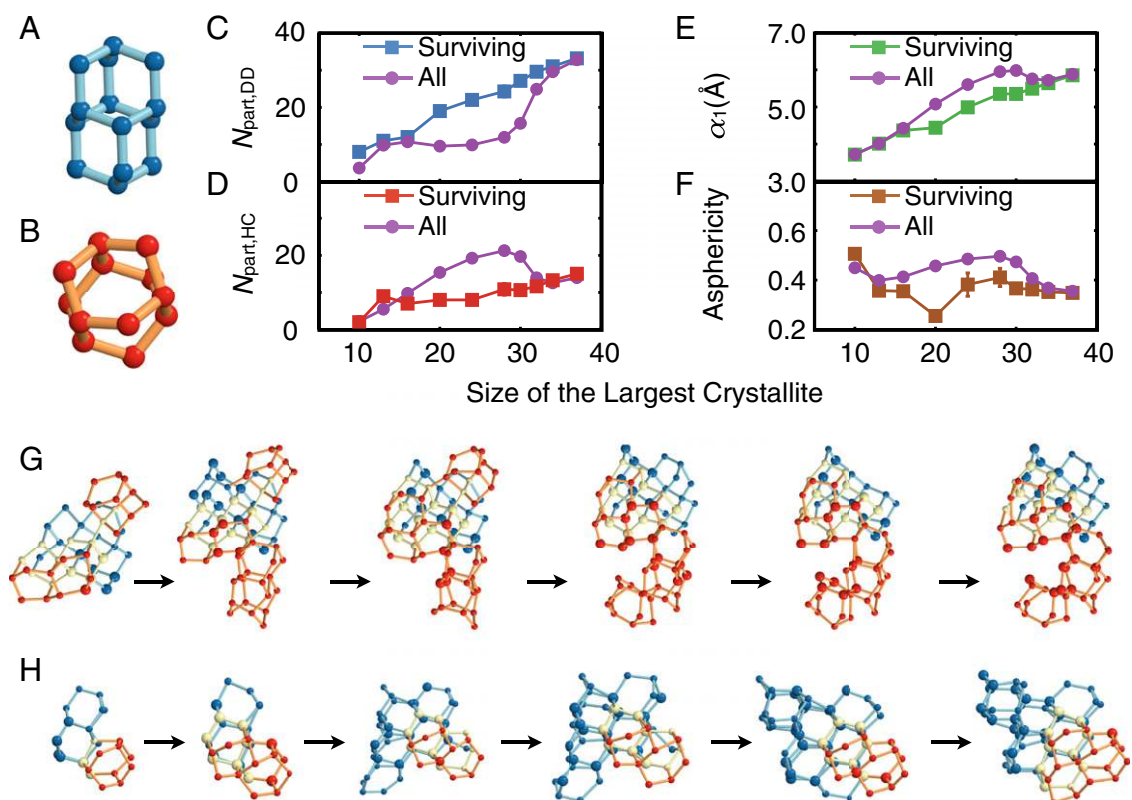 A
B
C
N_part,DD
40
20
0
Surviving
All
D
N_part,HC
20
0
10 20 30 40
Surviving
All
E
α1(Å)
7.0
5.0
Surviving
All
F
Asphericity
3.0
0.6
0.4
0.2
10 20 30 40
Surviving
All
Size of the Largest Crystallite
G
H